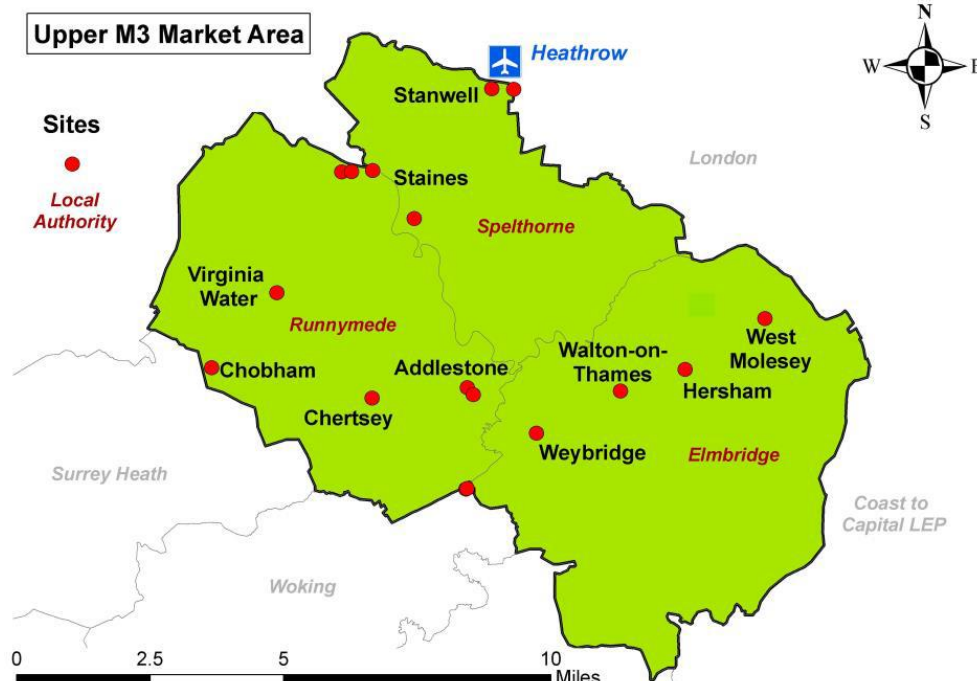 Upper M3 Market Area
Heathrow
N
W
E
S
Stanwell
Sites
London
Staines
Local
Authority
Spelthorne
Virginia
Water
Runnymede
West
Molesey
Walton-on-
Thames
Addlestone
Chobham
Hersham
Chertsey
Weybridge
Elmbridge
Surrey Heath
Coast to
Capital LEP
Woking
0
2.5
5
10
Miles